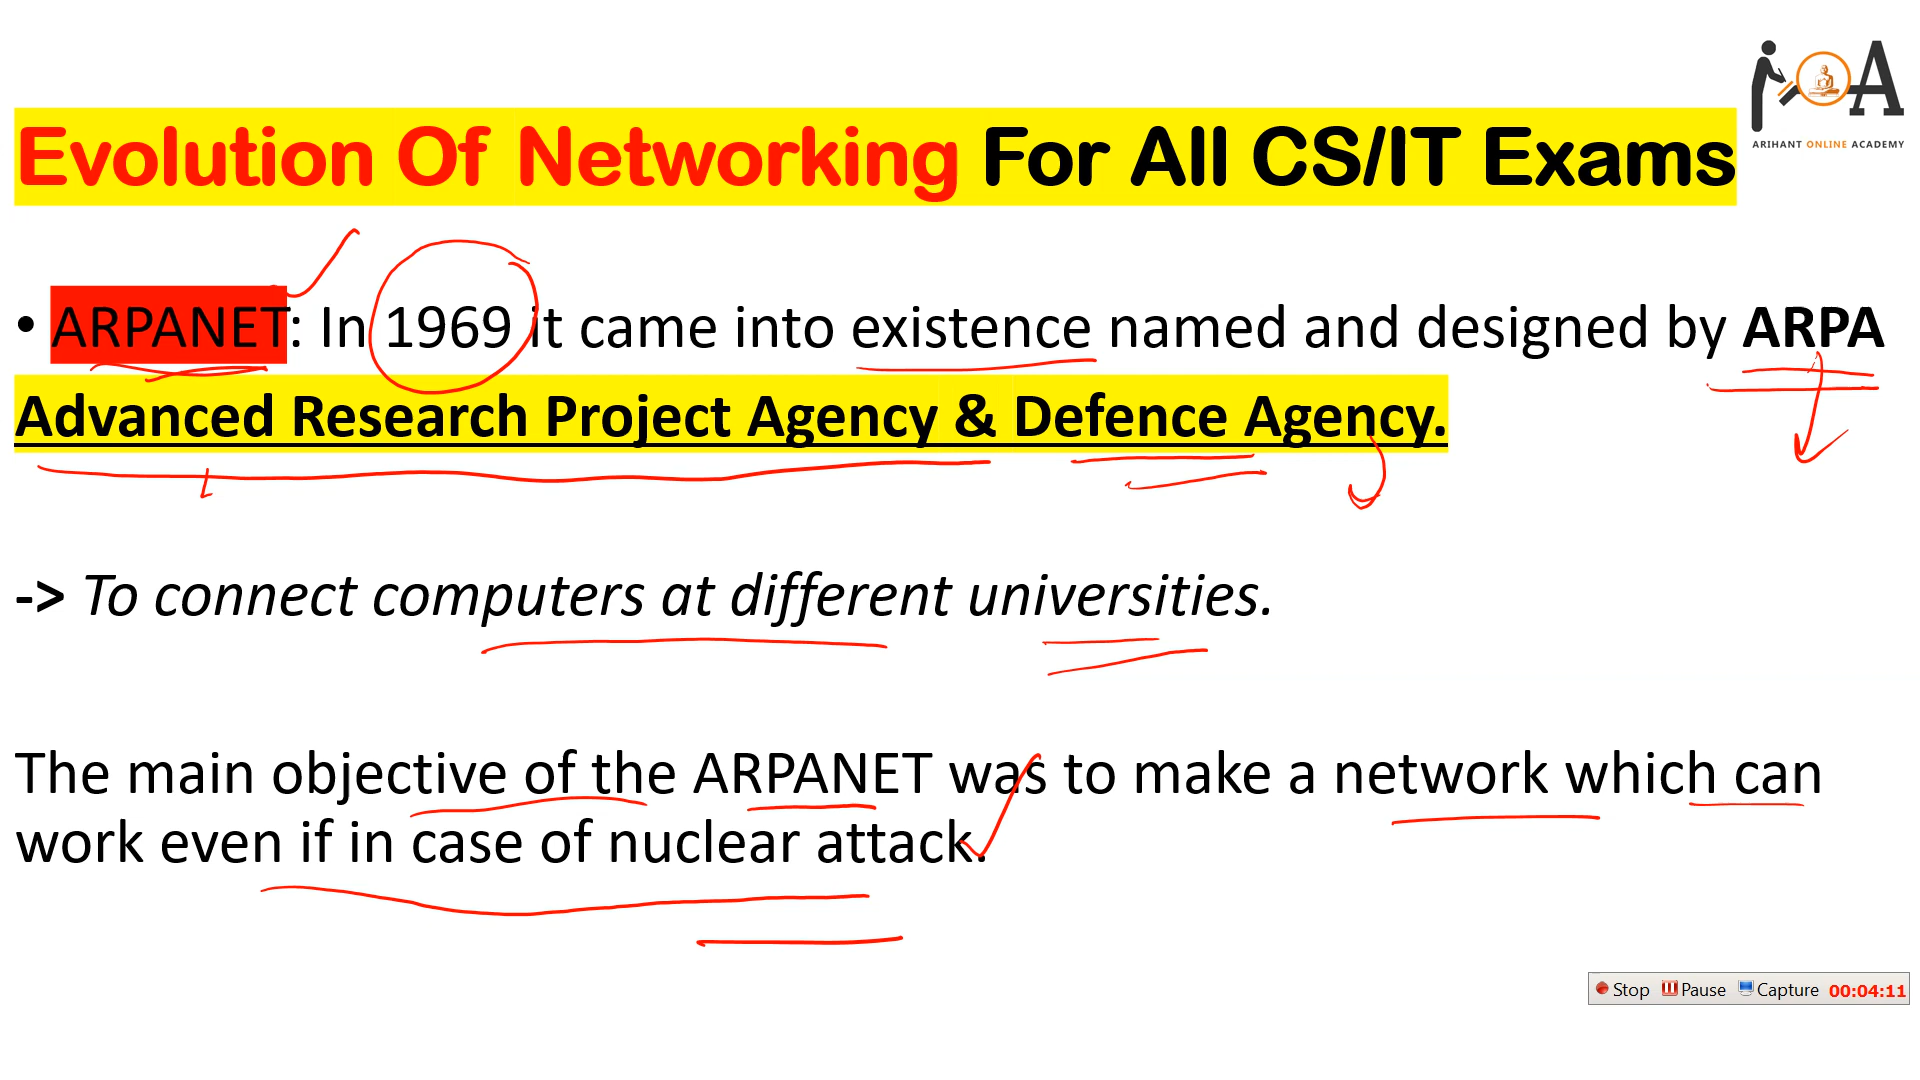 ARIHANT ONLINE ACADEMY
Evolution Of Networking For All CS/IT Exams
• ARPANET: In 1969 it came into existence named and designed by ARPA
Advanced Research Project Agency & Defence Agency.
-> To connect computers at different universities.
The main objective of the ARPANET was to make a network which can
work even if in case of nuclear attack.
Stop Pause Capture 00:04:11